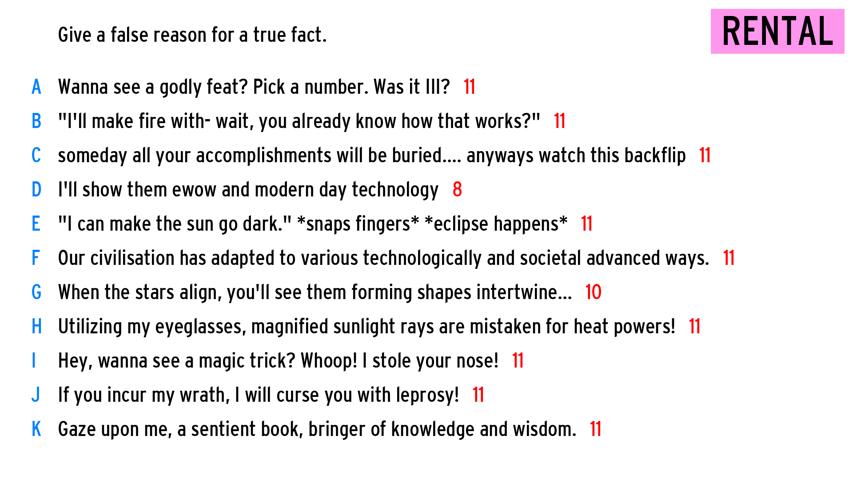 Give a false reason for a true fact.
RENTAL
A Wanna see a godly feat? Pick a number. Was it III? 11
B "I'll make fire with- wait, you already know how that works?" 11
C someday all your accomplishments will be buried.... anyways watch this backflip 11
D I'll show them ewow and modern day technology 8
E "I can make the sun go dark." *snaps fingers* *eclipse happens* 11
F Our civilisation has adapted to various technologically and societal advanced ways. 11
G When the stars align, you'll see them forming shapes intertwine... 10
H Utilizing my eyeglasses, magnified sunlight rays are mistaken for heat powers! 11
I Hey, wanna see a magic trick? Whoop! I stole your nose! 11
J If you incur my wrath, I will curse you with leprosy! 11
K Gaze upon me, a sentient book, bringer of knowledge and wisdom. 11